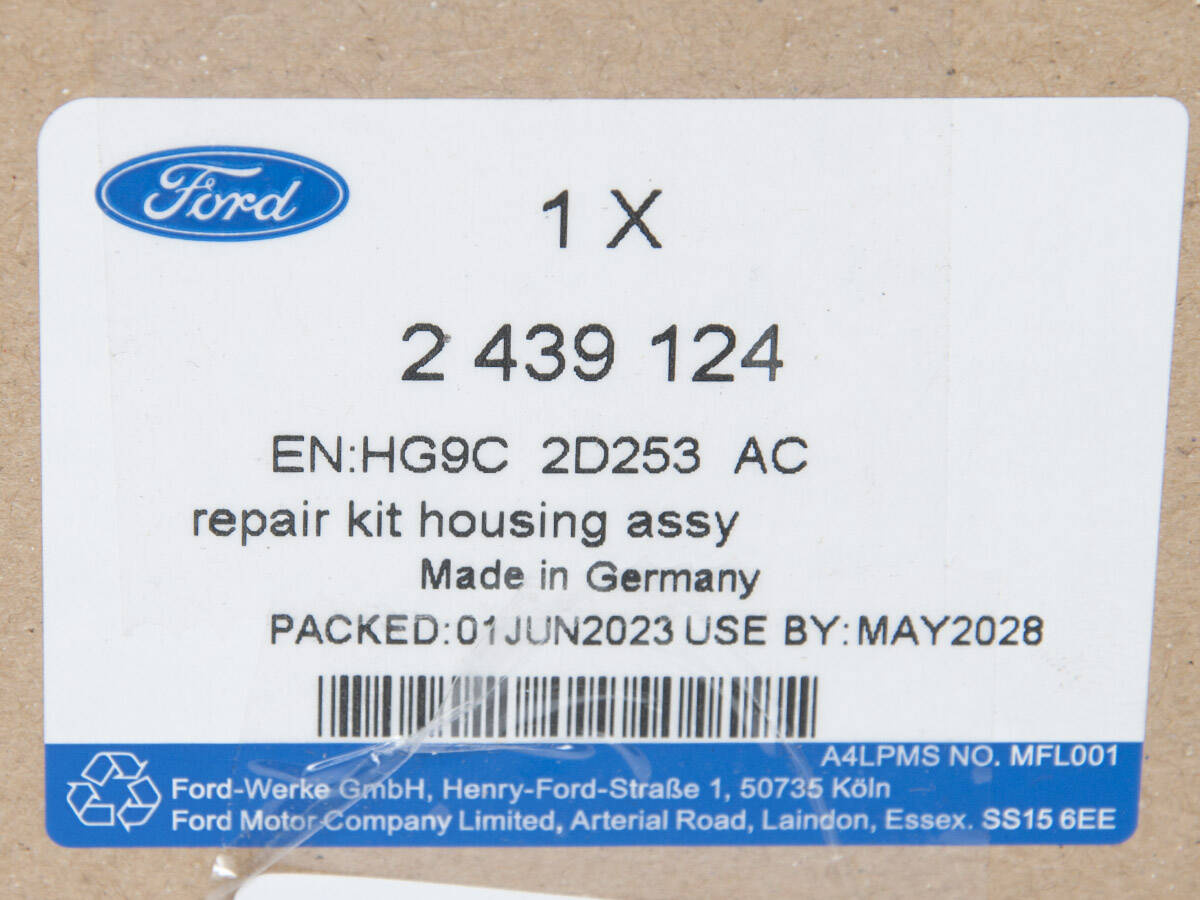 Ford
1 X
2 439 124
EN:HG9C 2D253 AC
repair kit housing assy
Made in Germany
PACKED:01JUN2023 USE BY:MAY2028
A4LPMS NO. MFL001
Ford-Werke GmbH, Henry-Ford-Straße 1, 50735 Köln
Ford Motor Company Limited, Arterial Road, Laindon, Essex. SS15 6EE